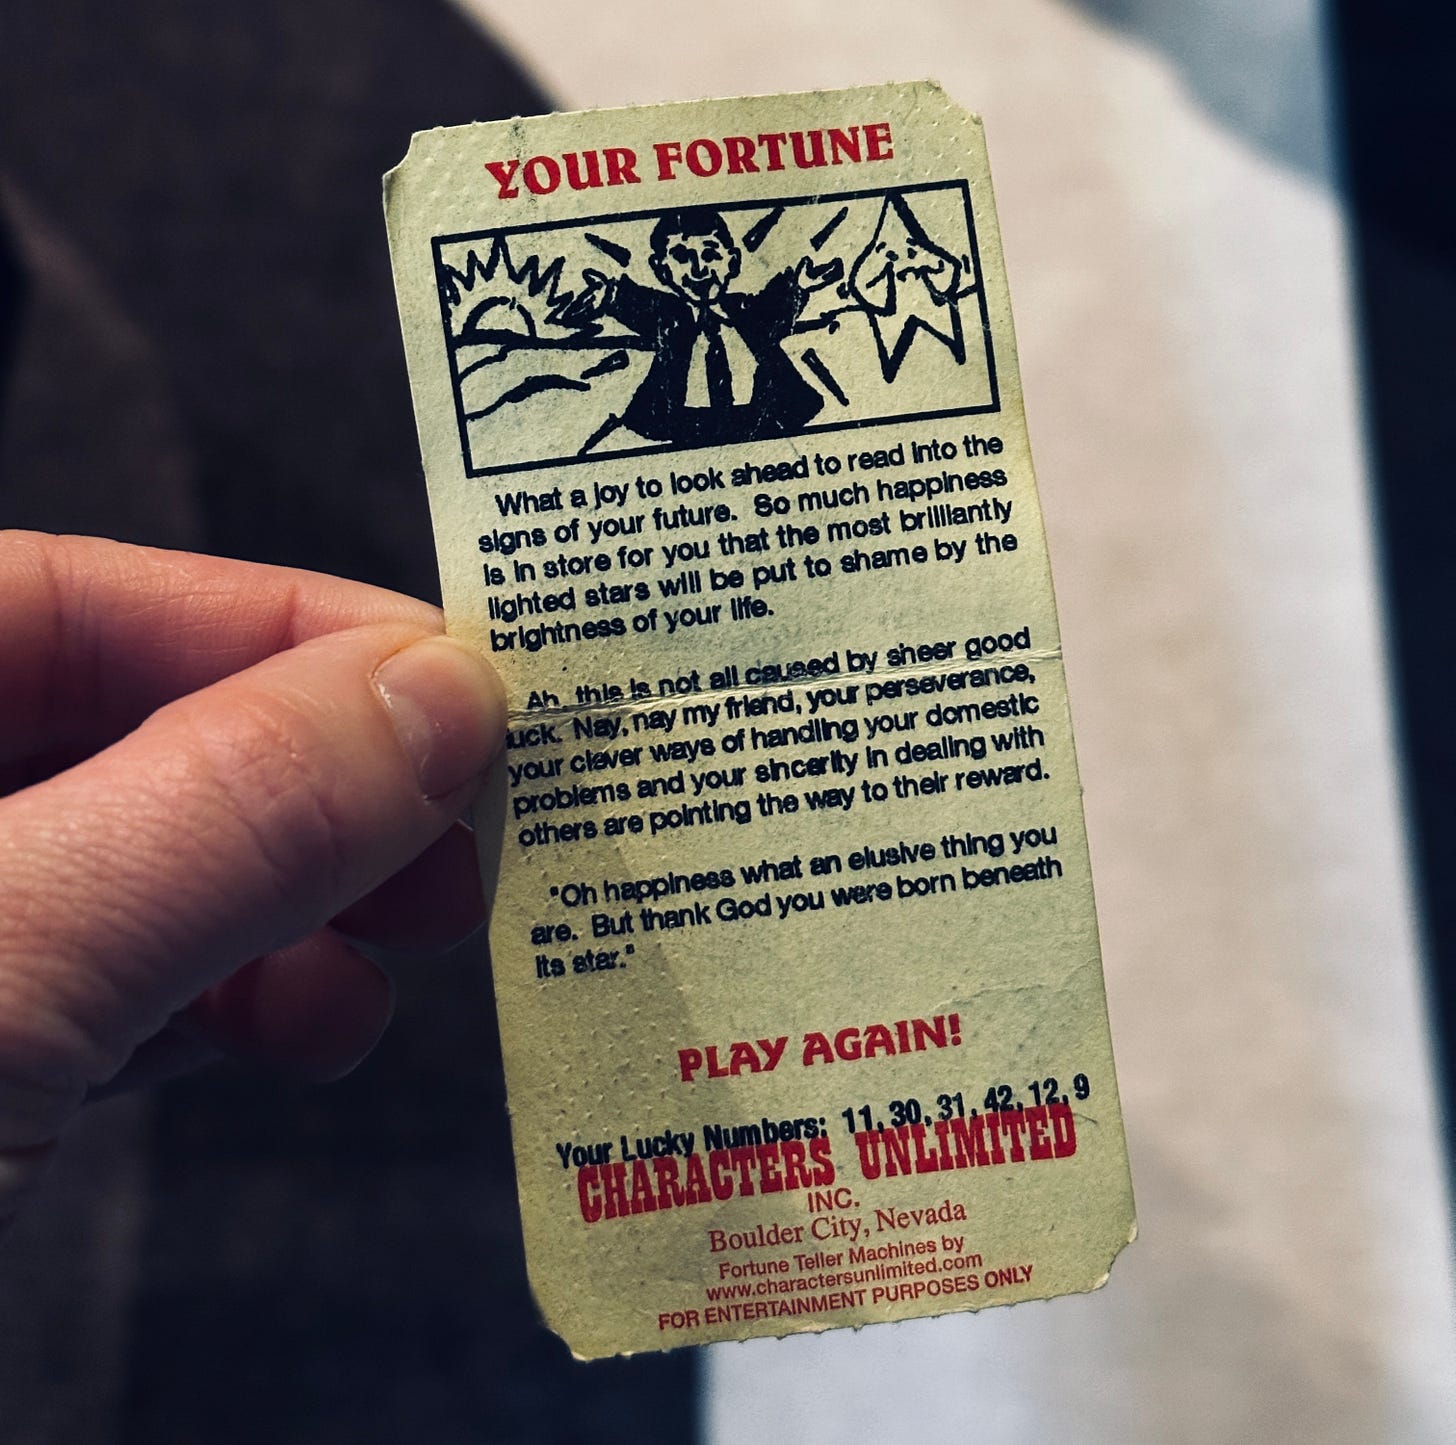 YOUR FORTUNE
What a joy to look ahead to read into the
signs of your future. So much happiness
is in store for you that the most brilliantly
lighted stars will be put to shame by the
brightness of your life.
Ah, this is not all caused by sheer good
luck. Nay, nay my friend, your perseverance,
your clever ways of handling your domestic
problems and your sincerity in dealing with
others are pointing the way to their reward.
"Oh happiness what an elusive thing you
are. But thank God you were born beneath
its star."
PLAY AGAIN!
Your Lucky Numbers: 11, 30, 31, 42, 12, 9
CHARACTERS UNLIMITED
INC.
Boulder City, Nevada
Fortune Teller Machines by
www.charactersunlimited.com
FOR ENTERTAINMENT PURPOSES ONLY